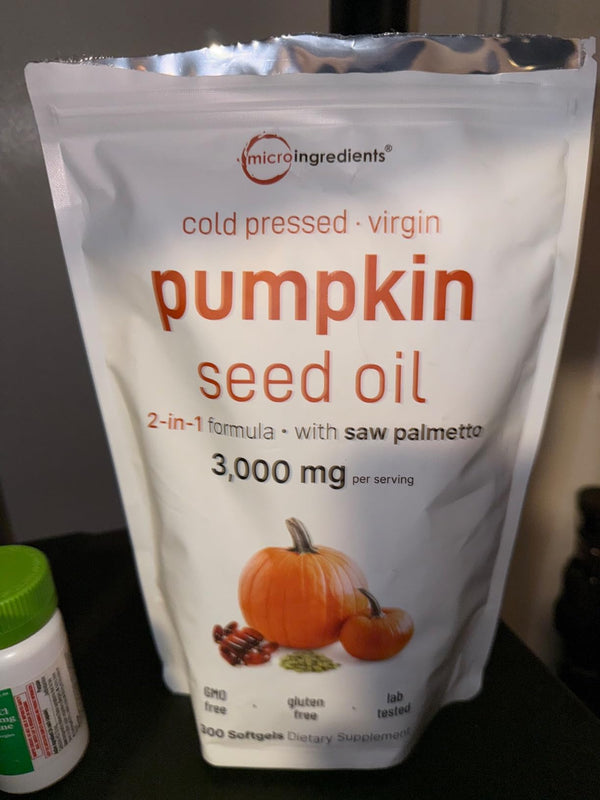 microingredients®
cold pressed · virgin
pumpkin
seed oil
2-in-1 formula • with saw palmetto
3,000 mg per serving
GMO free · gluten free · lab tested
300 Softgels Dietary Supplement